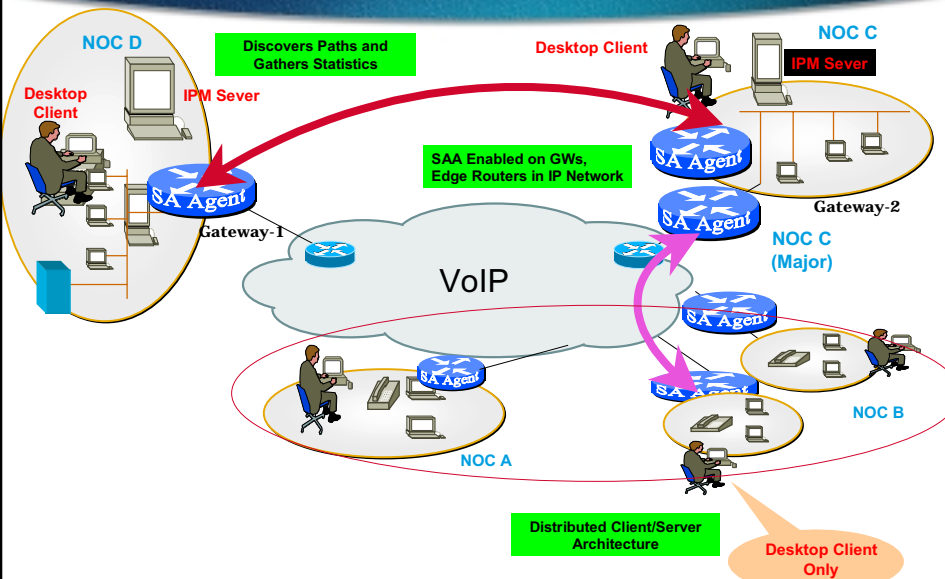 NOC D
Discovers Paths and
Gathers Statistics
Desktop Client
NOC C
IPM Sever
Desktop
Client
IPM Sever
SA Agent
SAA Enabled on GWs,
Edge Routers in IP Network
SA Agent
Gateway-1
SA Agent
Gateway-2
NOC C
(Major)
VoIP
SA Agent
SA Agent
SA Agent
NOC B
NOC A
Distributed Client/Server
Architecture
Desktop Client
Only